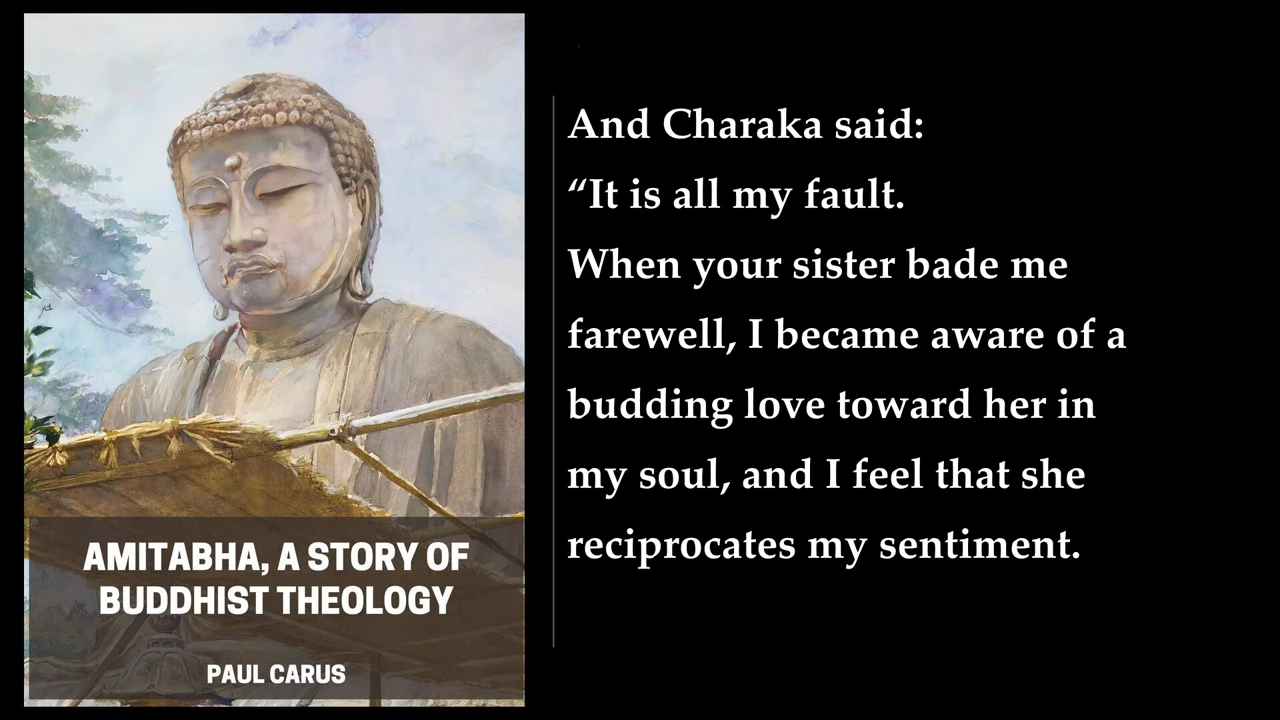 AMITABHA, A STORY OF
BUDDHIST THEOLOGY
PAUL CARUS
And Charaka said:
“It is all my fault.
When your sister bade me
farewell, I became aware of a
budding love toward her in
my soul, and I feel that she
reciprocates my sentiment.